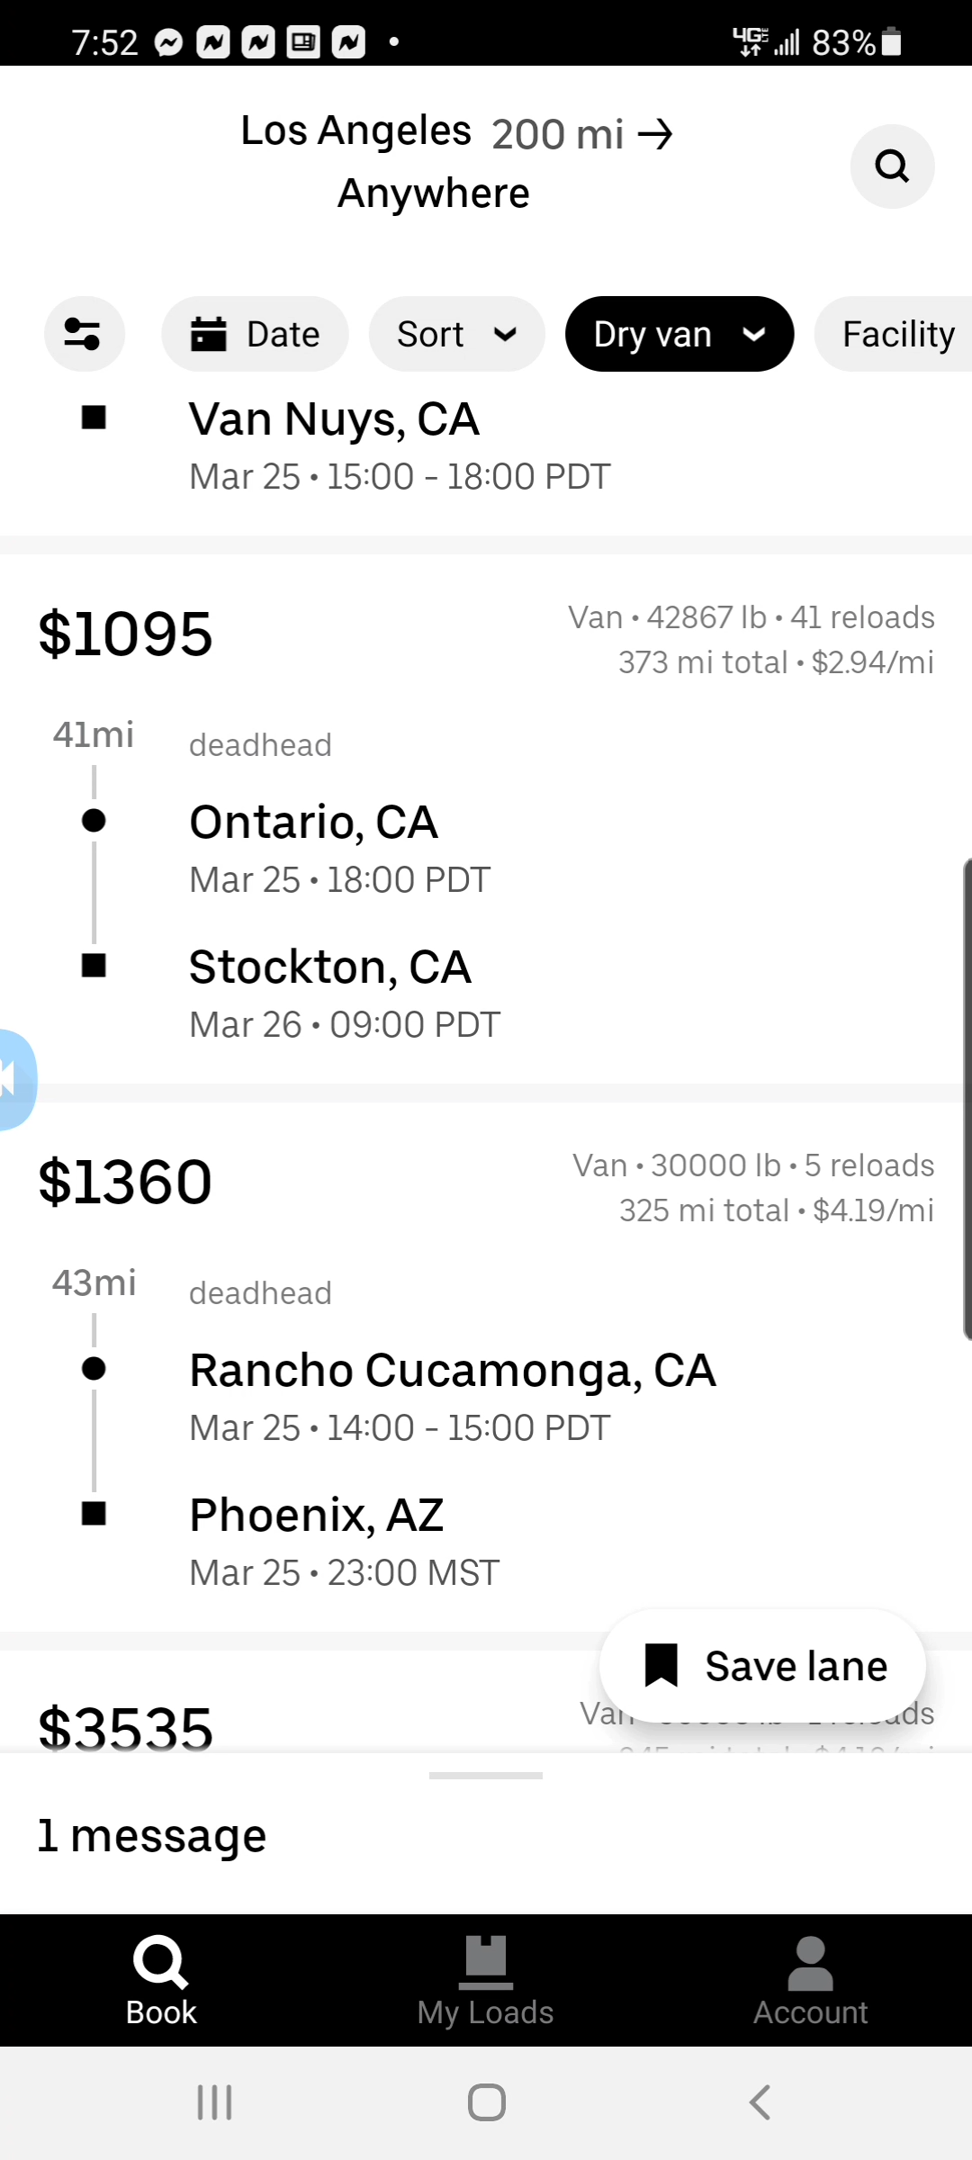 7:52
4G LTE 83%
Los Angeles 200 mi →
Anywhere
Date Sort Dry van Facility
Van Nuys, CA
Mar 25 • 15:00 - 18:00 PDT
$1095
Van • 42867 lb • 41 reloads
373 mi total • $2.94/mi
41mi deadhead
Ontario, CA
Mar 25 • 18:00 PDT
Stockton, CA
Mar 26 • 09:00 PDT
$1360
Van • 30000 lb • 5 reloads
325 mi total • $4.19/mi
43mi deadhead
Rancho Cucamonga, CA
Mar 25 • 14:00 - 15:00 PDT
Phoenix, AZ
Mar 25 • 23:00 MST
Save lane
$3535
Van
1 message
Book My Loads Account